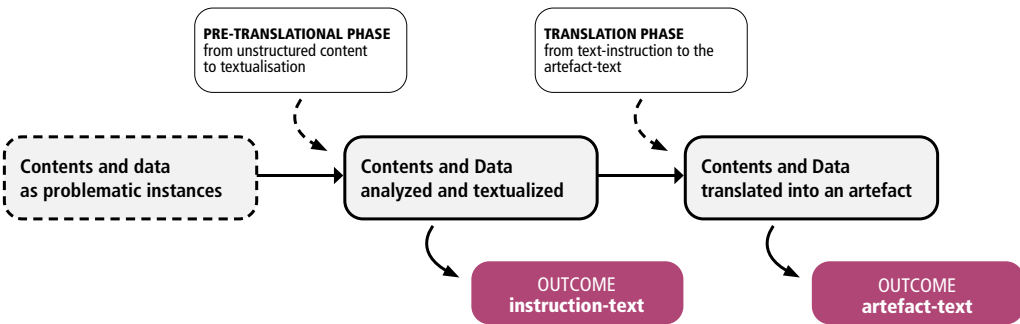 PRE-TRANSLATIONAL PHASE
from unstructured content
to textualisation
TRANSLATION PHASE
from text-instruction to the
artefact-text
Contents and data
as problematic instances
Contents and Data
analyzed and textualized
Contents and Data
translated into an artefact
OUTCOME
instruction-text
OUTCOME
artefact-text